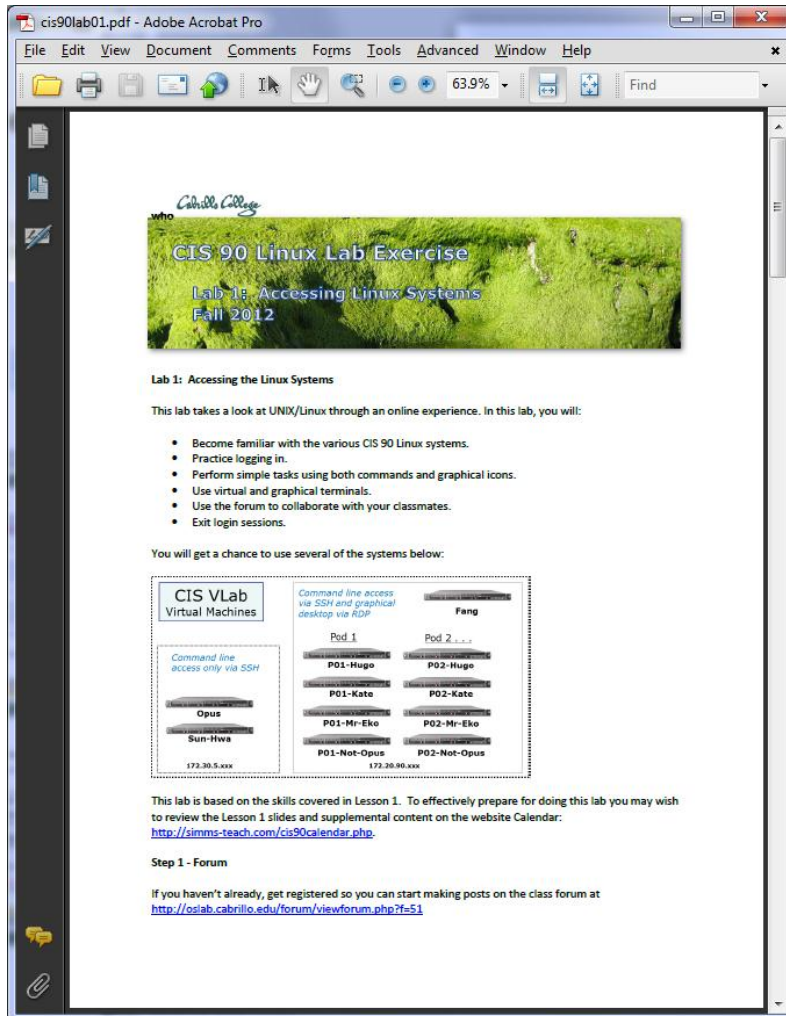 cis90lab01.pdf - Adobe Acrobat Pro
File Edit View Document Comments Forms Tools Advanced Window Help
63.9%
Find
Cabrillo College
who
CIS 90 Linux Lab Exercise
Lab 1: Accessing Linux Systems
Fall 2012
Lab 1: Accessing the Linux Systems
This lab takes a look at UNIX/Linux through an online experience. In this lab, you will:
• Become familiar with the various CIS 90 Linux systems.
• Practice logging in.
• Perform simple tasks using both commands and graphical icons.
• Use virtual and graphical terminals.
• Use the forum to collaborate with your classmates.
• Exit login sessions.
You will get a chance to use several of the systems below:
CIS VLab
Virtual Machines
Command line
access only via SSH
Opus
Sun-Hwa
172.30.5.xxx
Command line access
via SSH and graphical
desktop via RDP
Fang
Pod 1 Pod 2 . . .
P01-Hugo P02-Hugo
P01-Kate P02-Kate
P01-Mr-Eko P02-Mr-Eko
P01-Not-Opus P02-Not-Opus
172.20.90.xxx
This lab is based on the skills covered in Lesson 1. To effectively prepare for doing this lab you may wish
to review the Lesson 1 slides and supplemental content on the website Calendar:
http://simms-teach.com/cis90calendar.php.
Step 1 - Forum
If you haven't already, get registered so you can start making posts on the class forum at
http://oslab.cabrillo.edu/forum/viewforum.php?f=51